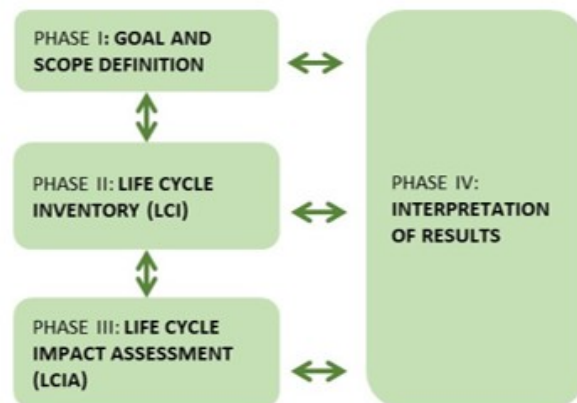 PHASE I: GOAL AND
SCOPE DEFINITION
PHASE II: LIFE CYCLE
INVENTORY (LCI)
PHASE III: LIFE CYCLE
IMPACT ASSESSMENT
(LCIA)
PHASE IV:
INTERPRETATION
OF RESULTS